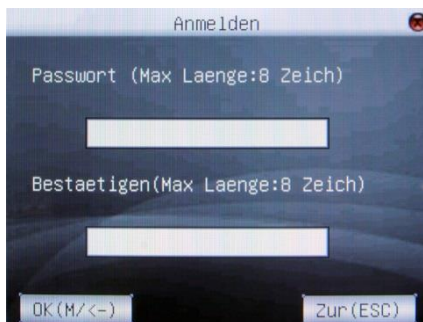 Anmelden
Passwort (Max Laenge:8 Zeich)
Bestaetigen(Max Laenge:8 Zeich)
OK(M/<-) Zur(ESC)